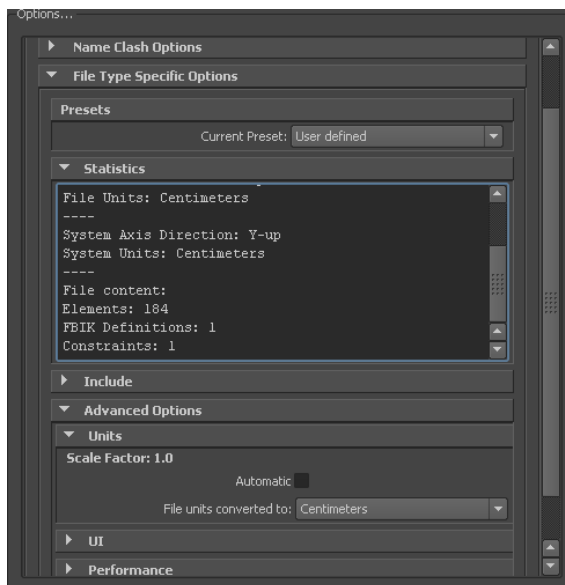 Options...
Name Clash Options
File Type Specific Options
Presets
Current Preset: User defined
Statistics
File Units: Centimeters
----
System Axis Direction: Y-up
System Units: Centimeters
----
File content:
Elements: 184
FBIK Definitions: 1
Constraints: 1
Include
Advanced Options
Units
Scale Factor: 1.0
Automatic
File units converted to: Centimeters
UI
Performance